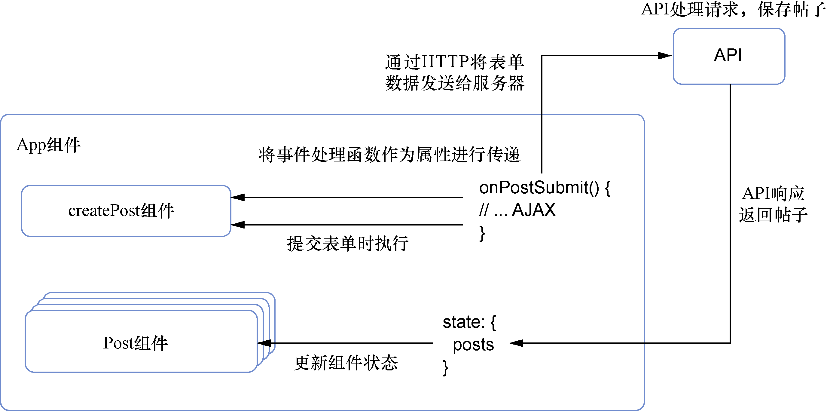 API处理请求，保存帖子
API
通过HTTP将表单
数据发送给服务器
App组件
将事件处理函数作为属性进行传递
onPostSubmit() {
// ... AJAX
}
createPost组件
提交表单时执行
API响应
返回帖子
state: {
posts
}
Post组件
更新组件状态